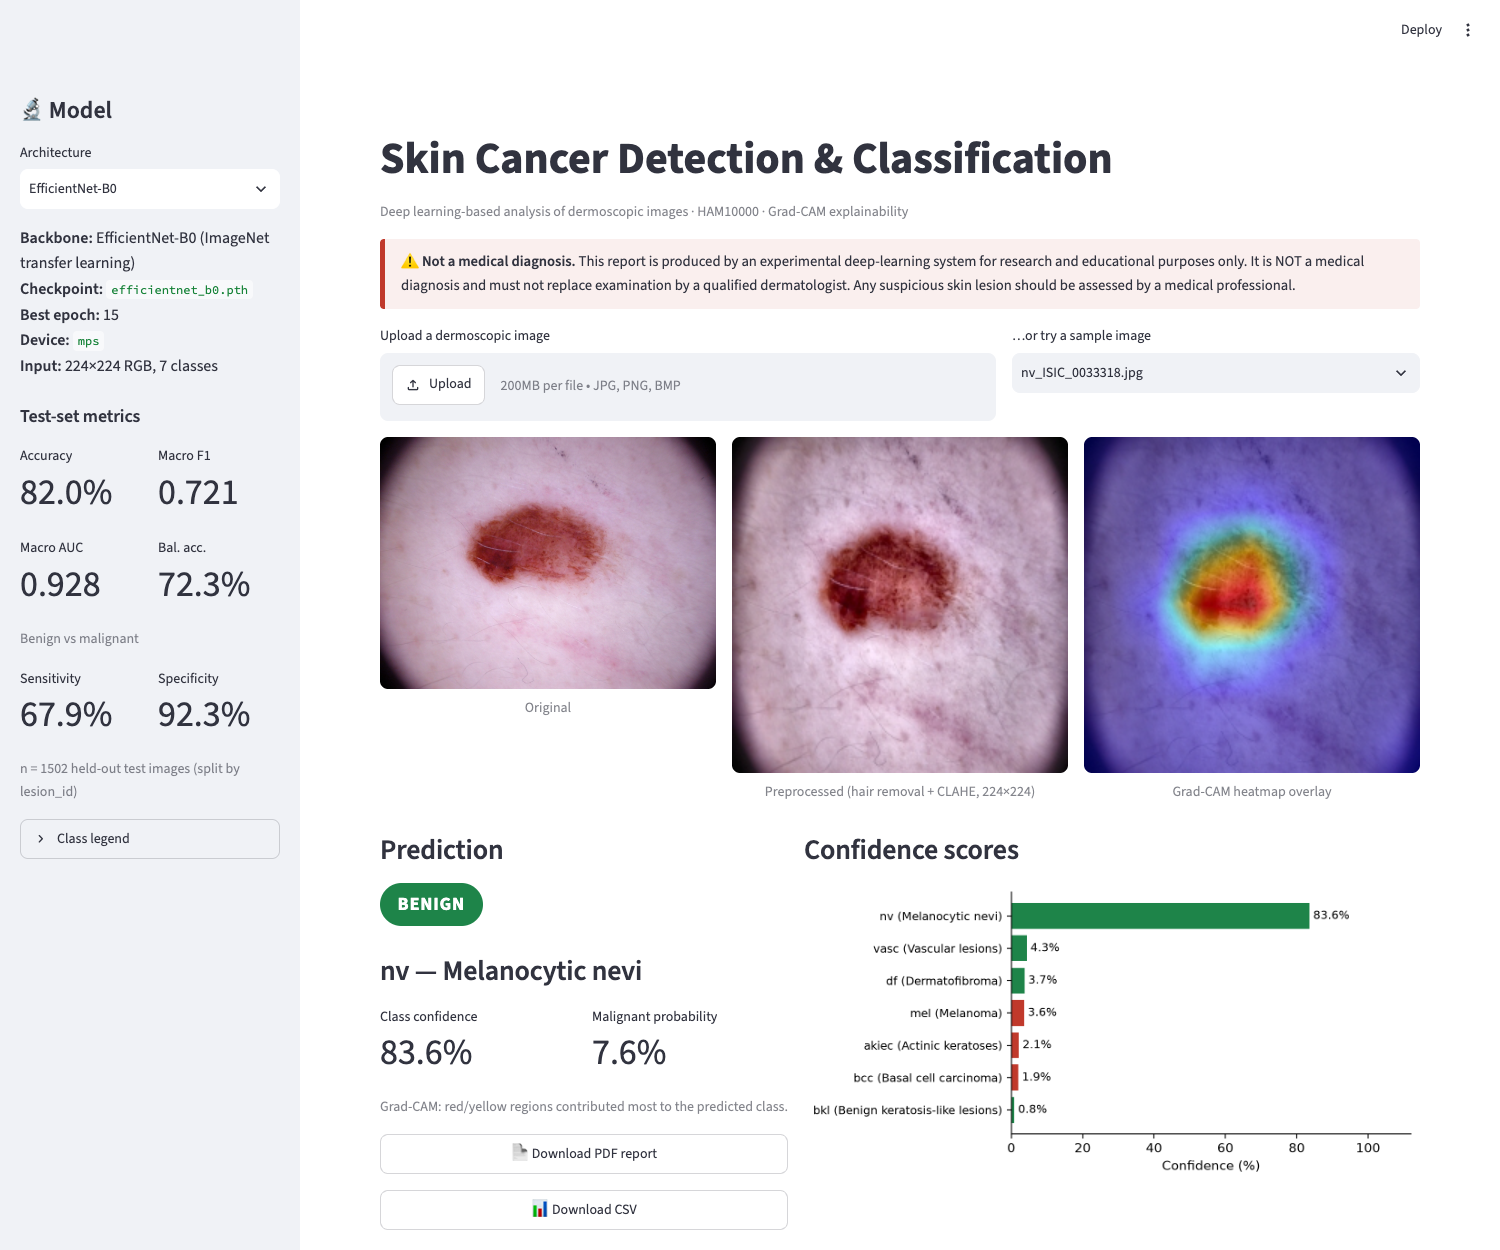 Deploy
🔬 Model
Architecture
EfficientNet-B0
Backbone: EfficientNet-B0 (ImageNet
transfer learning)
Checkpoint: efficientnet_b0.pth
Best epoch: 15
Device: mps
Input: 224×224 RGB, 7 classes
Test-set metrics
Accuracy Macro F1
82.0% 0.721
Macro AUC Bal. acc.
0.928 72.3%
Benign vs malignant
Sensitivity Specificity
67.9% 92.3%
n = 1502 held-out test images (split by
lesion_id)
Class legend
Skin Cancer Detection & Classification
Deep learning-based analysis of dermoscopic images · HAM10000 · Grad-CAM explainability
⚠️ Not a medical diagnosis. This report is produced by an experimental deep-learning system for research and educational purposes only. It is NOT a medical
diagnosis and must not replace examination by a qualified dermatologist. Any suspicious skin lesion should be assessed by a medical professional.
Upload a dermoscopic image
Upload 200MB per file • JPG, PNG, BMP
…or try a sample image
nv_ISIC_0033318.jpg
Original
Preprocessed (hair removal + CLAHE, 224×224)
Grad-CAM heatmap overlay
Prediction
BENIGN
nv — Melanocytic nevi
Class confidence Malignant probability
83.6% 7.6%
Grad-CAM: red/yellow regions contributed most to the predicted class.
📄 Download PDF report
📊 Download CSV
Confidence scores
nv (Melanocytic nevi) 83.6%
vasc (Vascular lesions) 4.3%
df (Dermatofibroma) 3.7%
mel (Melanoma) 3.6%
akiec (Actinic keratoses) 2.1%
bcc (Basal cell carcinoma) 1.9%
bkl (Benign keratosis-like lesions) 0.8%
0 20 40 60 80 100
Confidence (%)